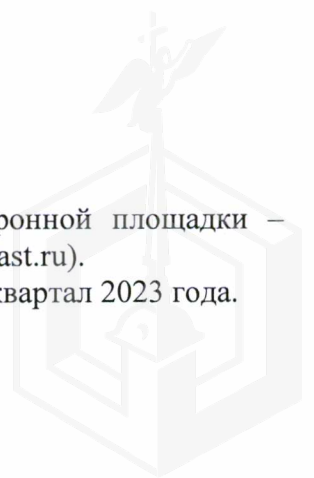 ронной площадки –
ast.ru).
квартал 2023 года.